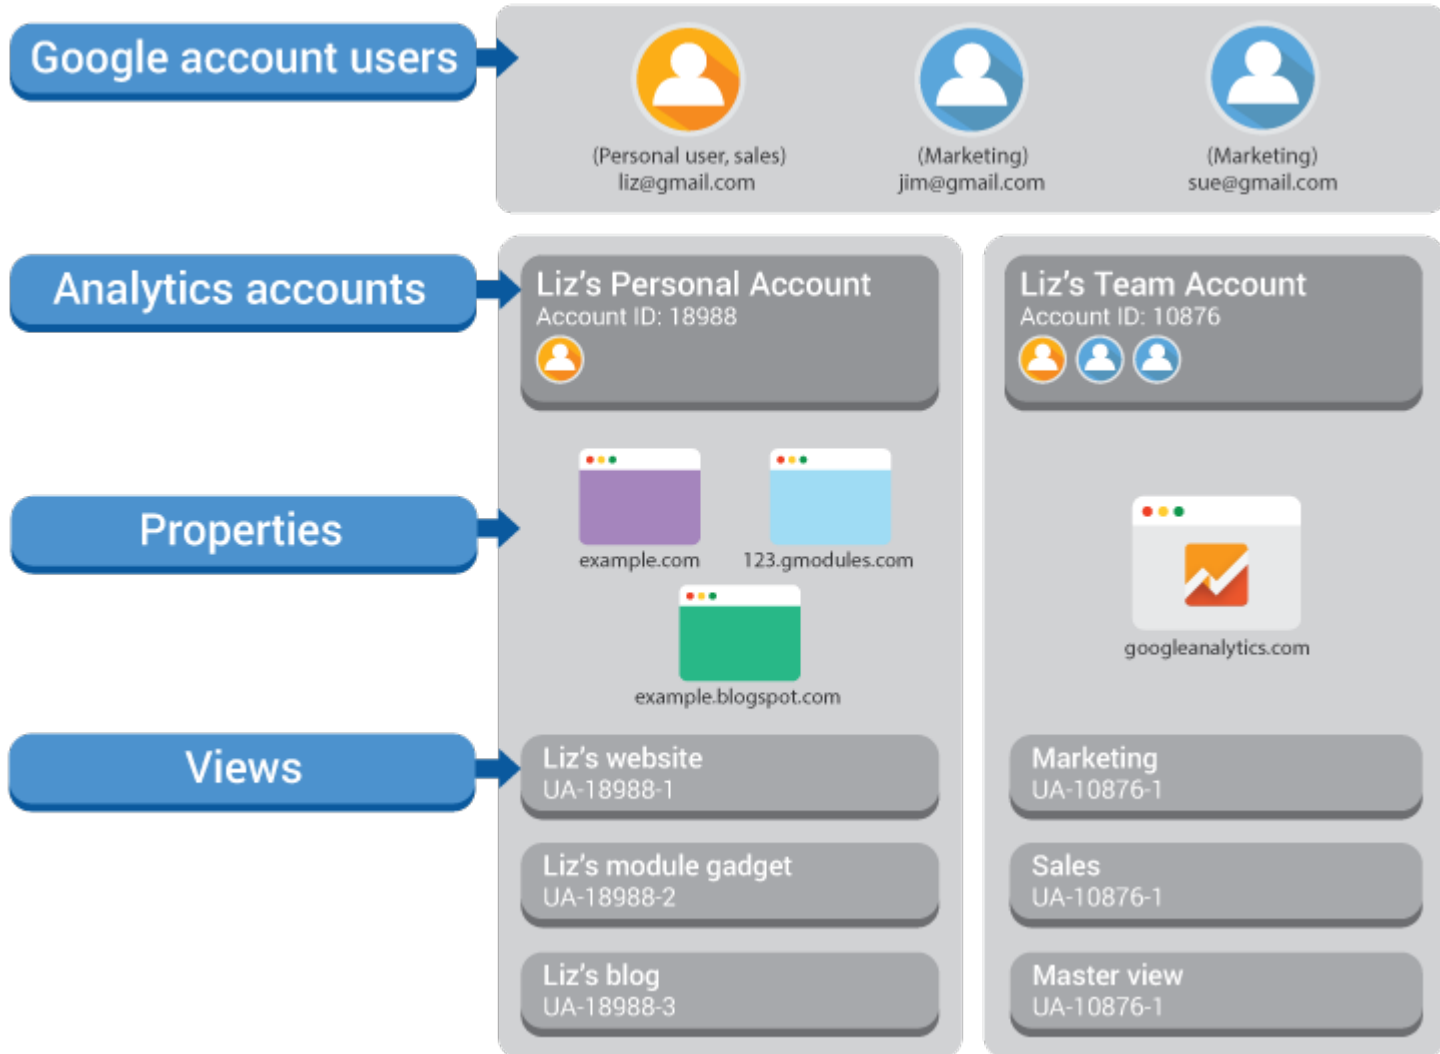 Google account users
(Personal user, sales)
liz@gmail.com
(Marketing)
jim@gmail.com
(Marketing)
sue@gmail.com
Analytics accounts
Liz's Personal Account
Account ID: 18988
Liz's Team Account
Account ID: 10876
Properties
example.com
123.gmodules.com
example.blogspot.com
googleanalytics.com
Views
Liz's website
UA-18988-1
Liz's module gadget
UA-18988-2
Liz's blog
UA-18988-3
Marketing
UA-10876-1
Sales
UA-10876-1
Master view
UA-10876-1